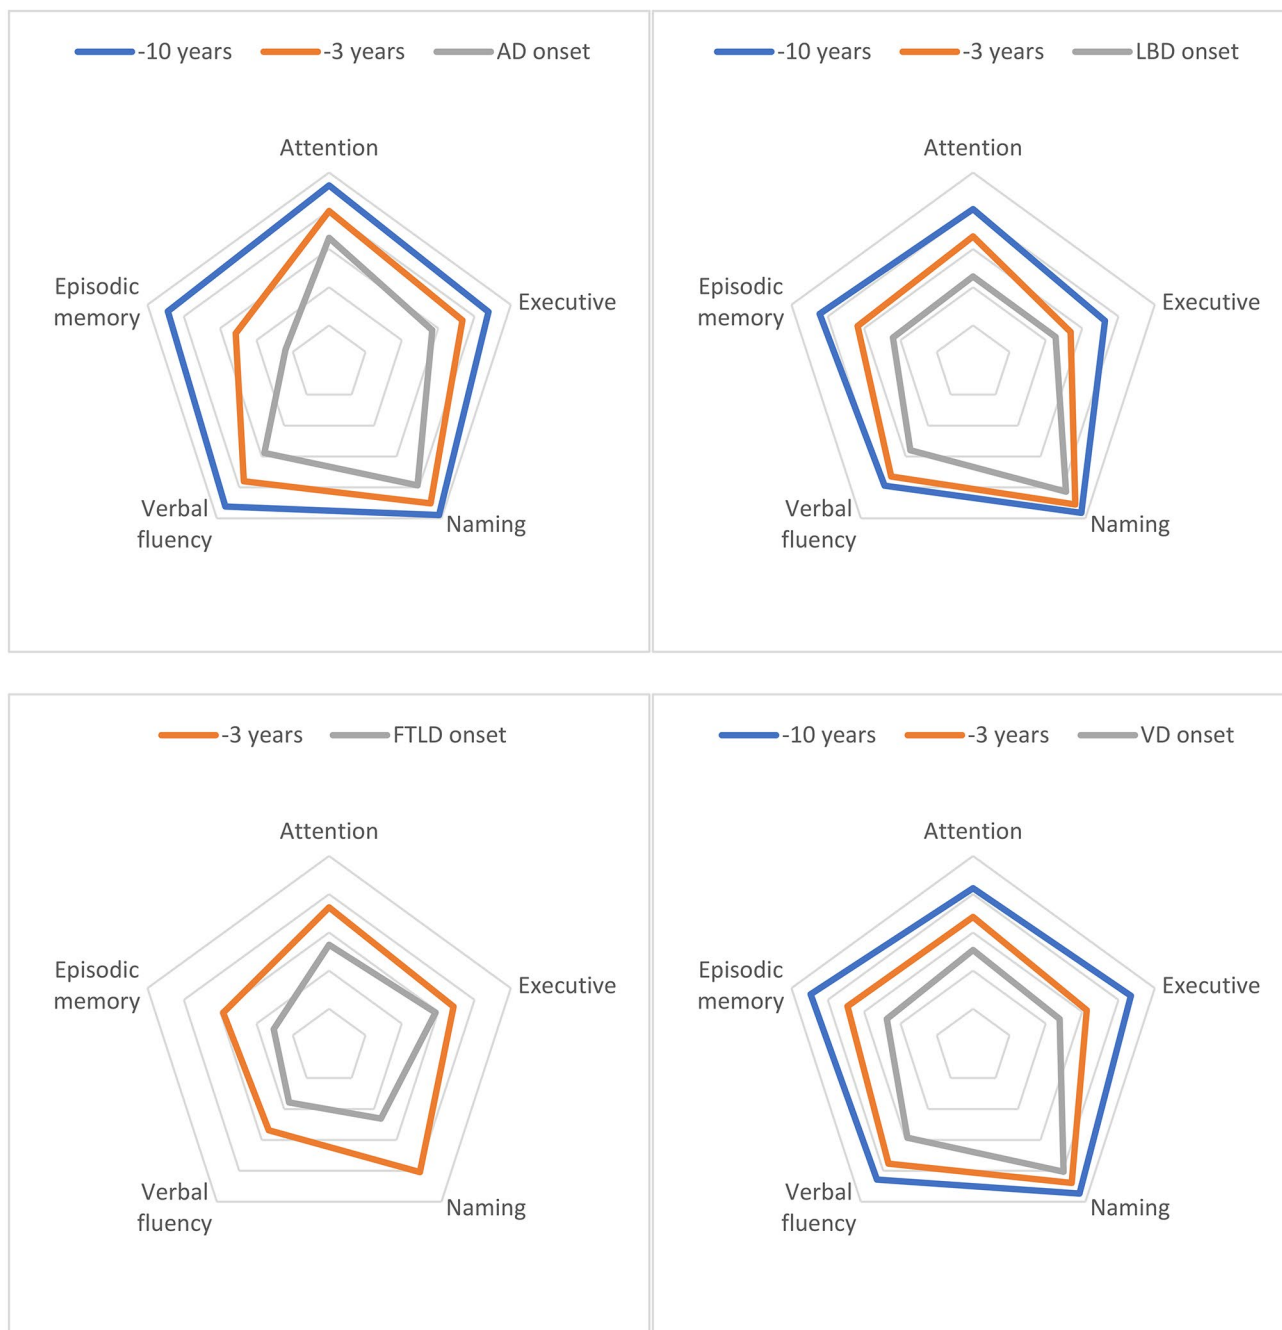 -10 years -3 years AD onset
Attention
Episodic
memory
Executive
Verbal
fluency
Naming
-10 years -3 years LBD onset
Attention
Episodic
memory
Executive
Verbal
fluency
Naming
-3 years FTLD onset
Attention
Episodic
memory
Executive
Verbal
fluency
Naming
-10 years -3 years VD onset
Attention
Episodic
memory
Executive
Verbal
fluency
Naming